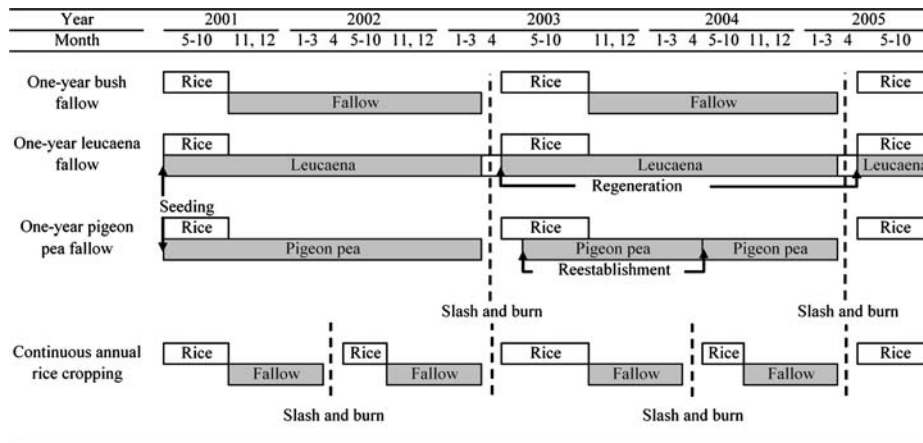 Year 2001 2002 2003 2004 2005
Month 5-10 11, 12 1-3 4 5-10 11, 12 1-3 4 5-10 11, 12 1-3 4 5-10 11, 12 1-3 4 5-10
One-year bush fallow
Rice Rice Rice
Fallow Fallow
One-year leucaena fallow
Rice Rice Rice
Leucaena Leucaena Leucaena
Regeneration
Seeding
One-year pigeon pea fallow
Rice Rice Rice
Pigeon pea Pigeon pea Pigeon pea
Reestablishment
Slash and burn Slash and burn
Continuous annual rice cropping
Rice Rice Rice Rice Rice
Fallow Fallow Fallow Fallow
Slash and burn Slash and burn